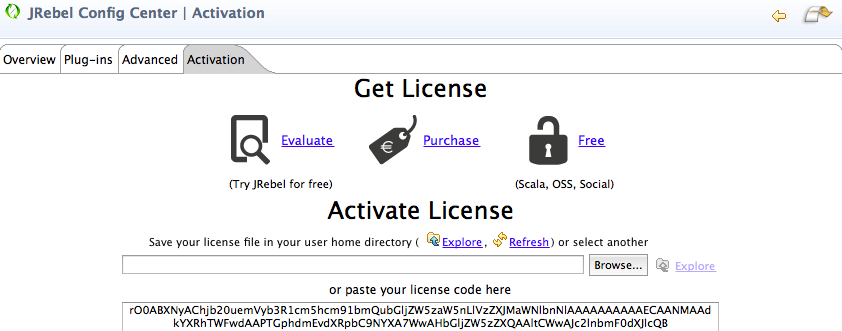 JRebel Config Center | Activation
Overview Plug-ins Advanced Activation
Get License
Evaluate Purchase Free
(Try JRebel for free) (Scala, OSS, Social)
Activate License
Save your license file in your user home directory ( Explore, Refresh) or select another
Browse... Explore
or paste your license code here
rO0ABXNyAChjb20uemVyb3R1cm5hcm91bmQubGljZW5zaW5nLlVzZXJMaWNlbnNlAAAAAAAAAAECAANMAAd
kYXRhTWFwdAAPTGphdmEvdXRpbC9NYXA7WwAHbGljZW5zZXQAAltCWwAJc2lnbmF0dXJlcQB